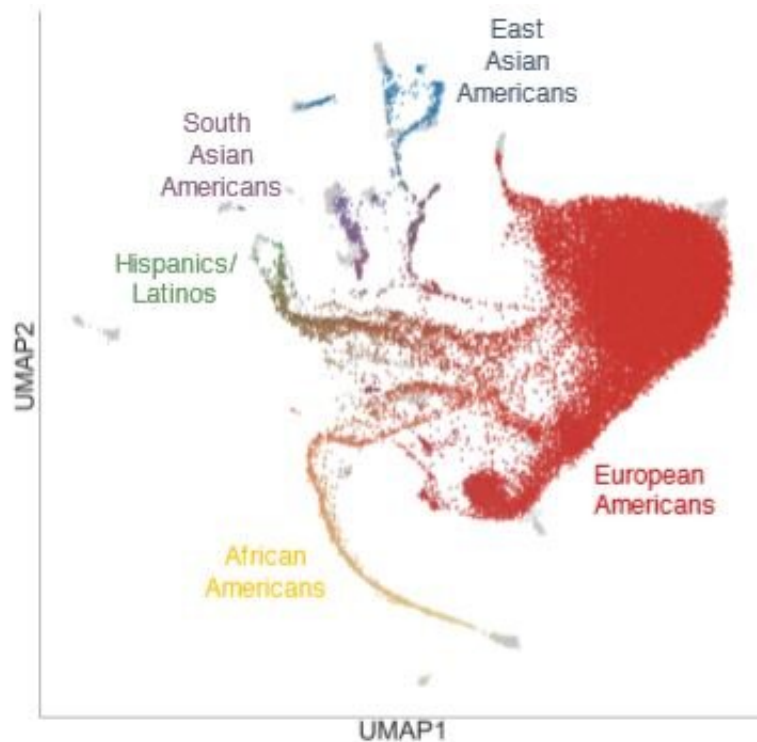 East
Asian
Americans
South
Asian
Americans
Hispanics/
Latinos
UMAP2
European
Americans
African
Americans
UMAP1